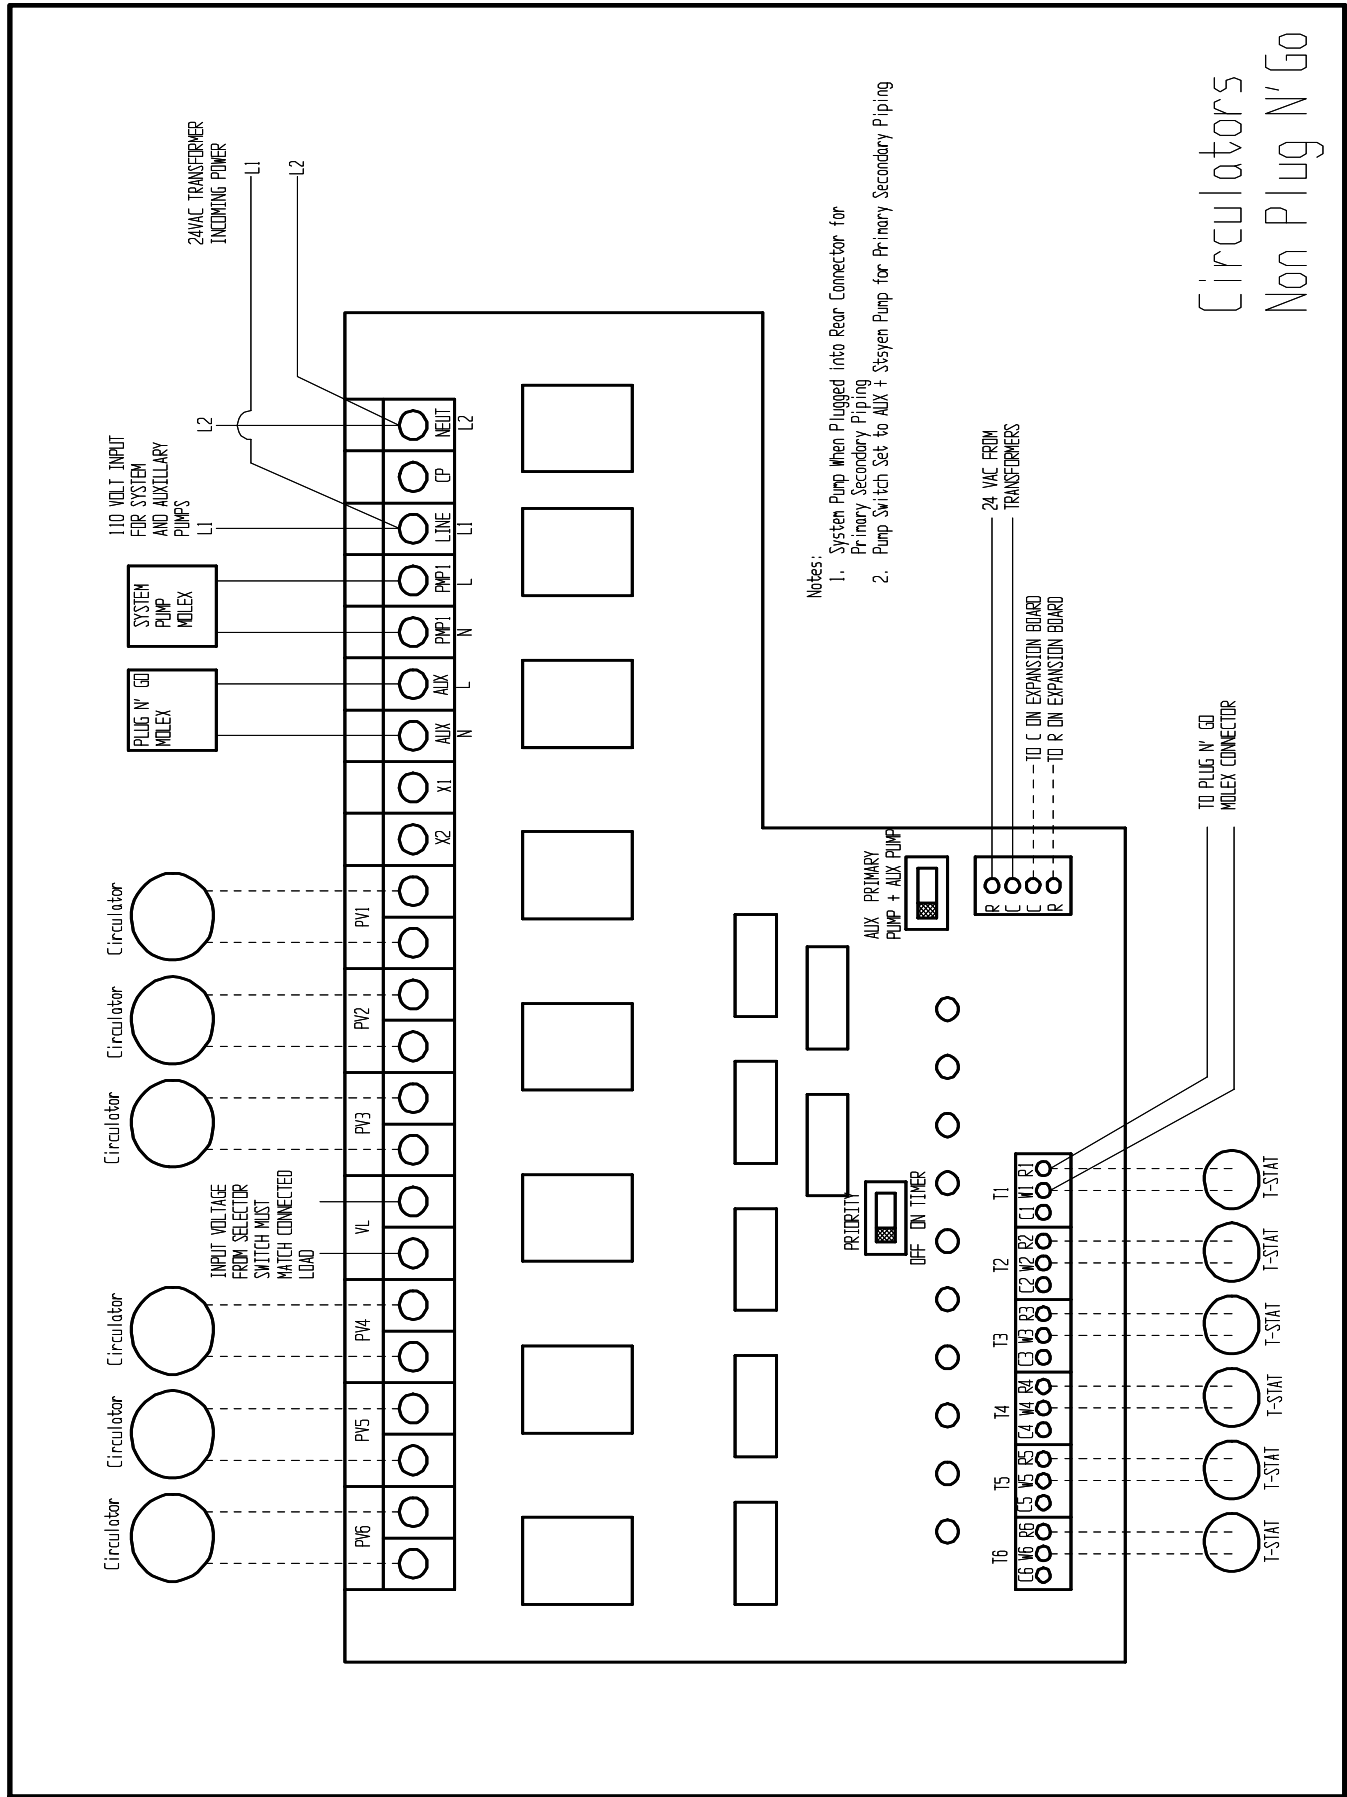 Circulators
Non Plug N' Go
24VAC TRANSFORMER
INCOMING POWER
L1
L2
110 VOLT INPUT
FOR SYSTEM
AND AUXILLARY
PUMPS
L1
L2
SYSTEM
PUMP
MOLEX
PLUG N' GO
MOLEX
Circulator
Circulator
Circulator
INPUT VOLTAGE
FROM SELECTOR
SWITCH MUST
MATCH CONNECTED
LOAD
Circulator
Circulator
Circulator
PV6
PV5
PV4
VL
PV3
PV2
PV1
X2
X1
AUX
N
AUX
L
PMP1
N
PMP1
L
LINE
L1
CP
NEUT
L2
Notes:
1. System Pump When Plugged into Rear Connector for
Primary Secondary Piping
2. Pump Switch Set to AUX + Stsyem Pump for Primary Secondary Piping
AUX PRIMARY
PUMP + AUX PUMP
PRIORITY
OFF ON TIMER
R
C
C
R
24 VAC FROM
TRANSFORMERS
TO C ON EXPANSION BOARD
TO R ON EXPANSION BOARD
TO PLUG N' GO
MOLEX CONNECTOR
T6
T5
T4
T3
T2
T1
C6 W6 R6
C5 W5 R5
C4 W4 R4
C3 W3 R3
C2 W2 R2
C1 W1 R1
T-STAT
T-STAT
T-STAT
T-STAT
T-STAT
T-STAT